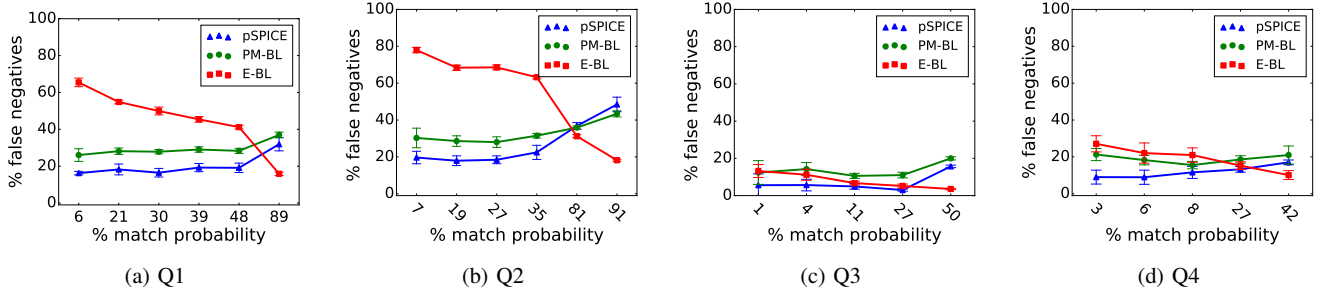 % false negatives
100
80
60
40
20
0
pSPICE
PM-BL
E-BL
6 21 30 39 48 89
% match probability
(a) Q1
% false negatives
100
80
60
40
20
0
pSPICE
PM-BL
E-BL
7 19 27 35 81 91
% match probability
(b) Q2
% false negatives
100
80
60
40
20
0
pSPICE
PM-BL
E-BL
1 4 11 27 50
% match probability
(c) Q3
% false negatives
100
80
60
40
20
0
pSPICE
PM-BL
E-BL
3 6 8 27 42
% match probability
(d) Q4